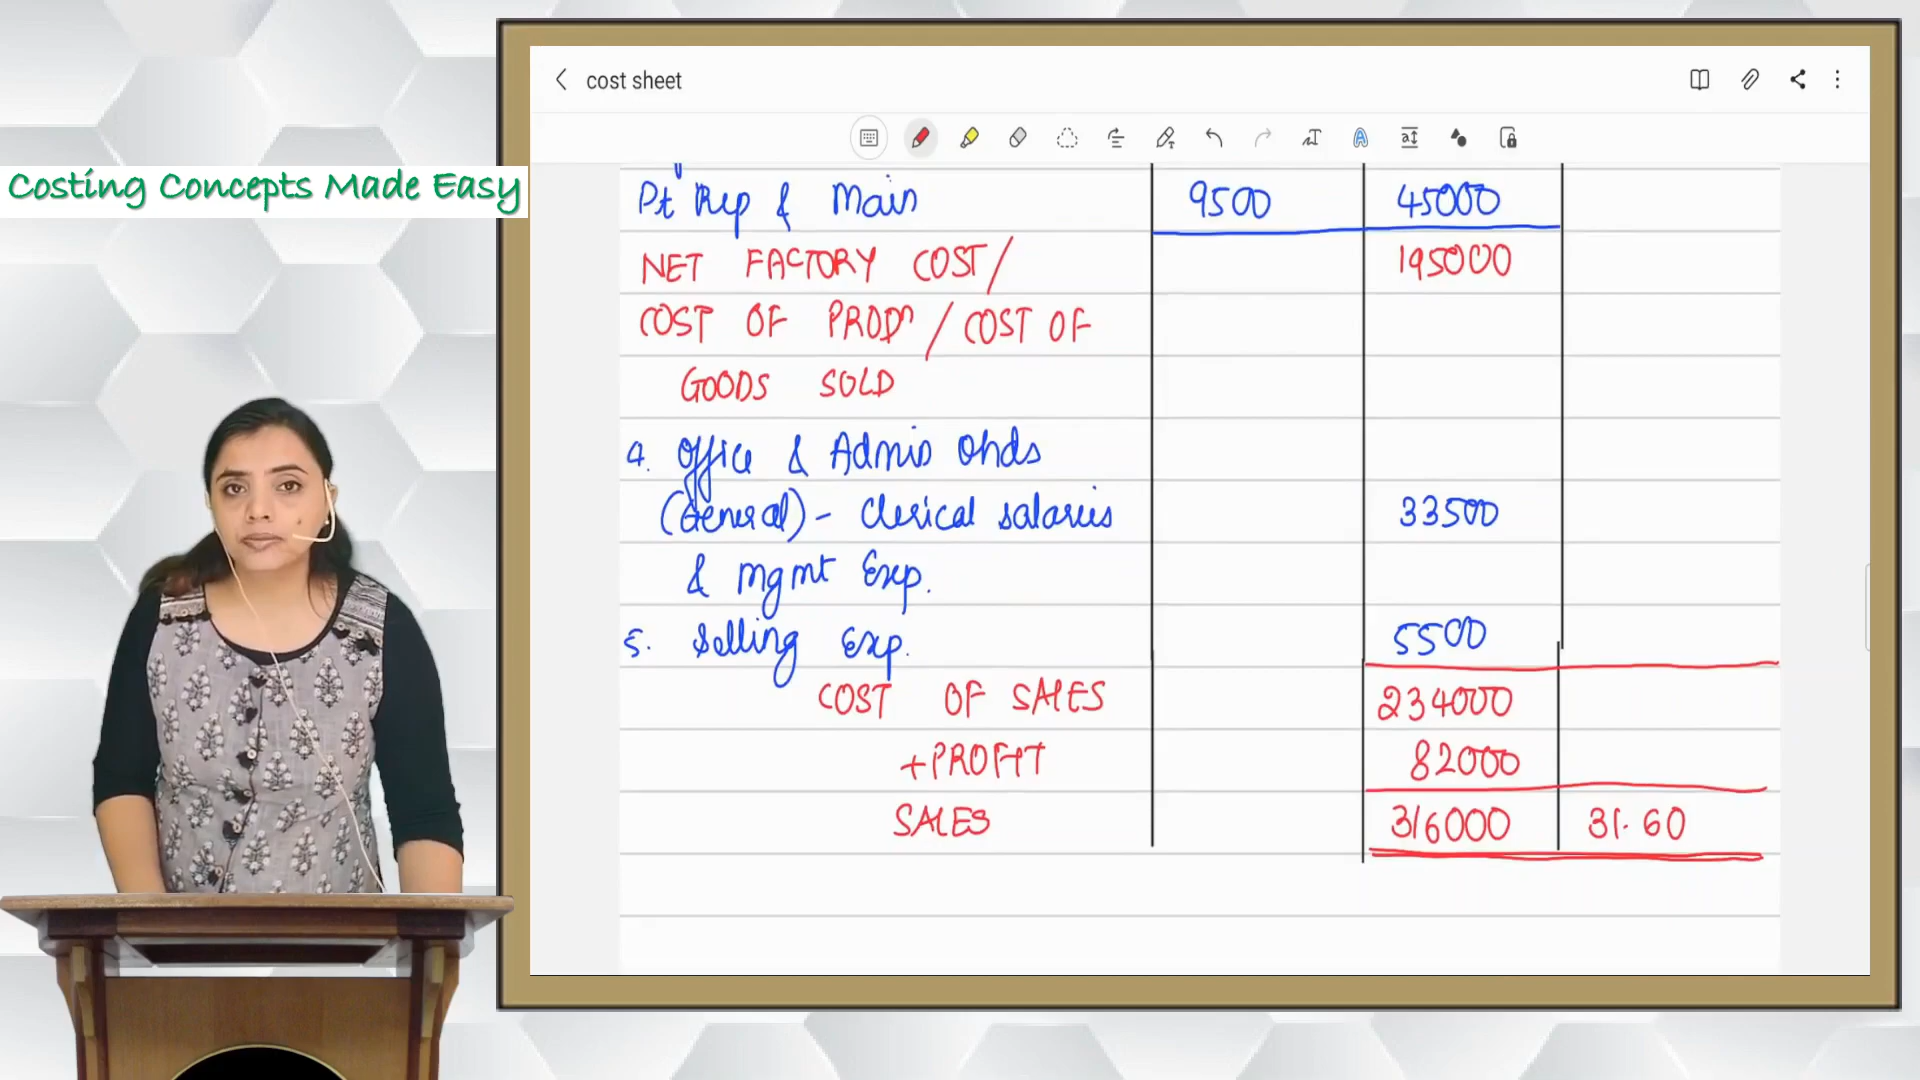 cost sheet
Costing Concepts Made Easy
Pt Rep & Main 9500 45000
NET FACTORY COST/ 195000
COST OF PRODⁿ / COST OF
GOODS SOLD
4. Office & Admin Ohds
(General) - Clerical salaries 33500
& mgmt Exp.
5. Selling Exp. 5500
COST OF SALES 234000
+PROFIT 82000
SALES 316000 31.60